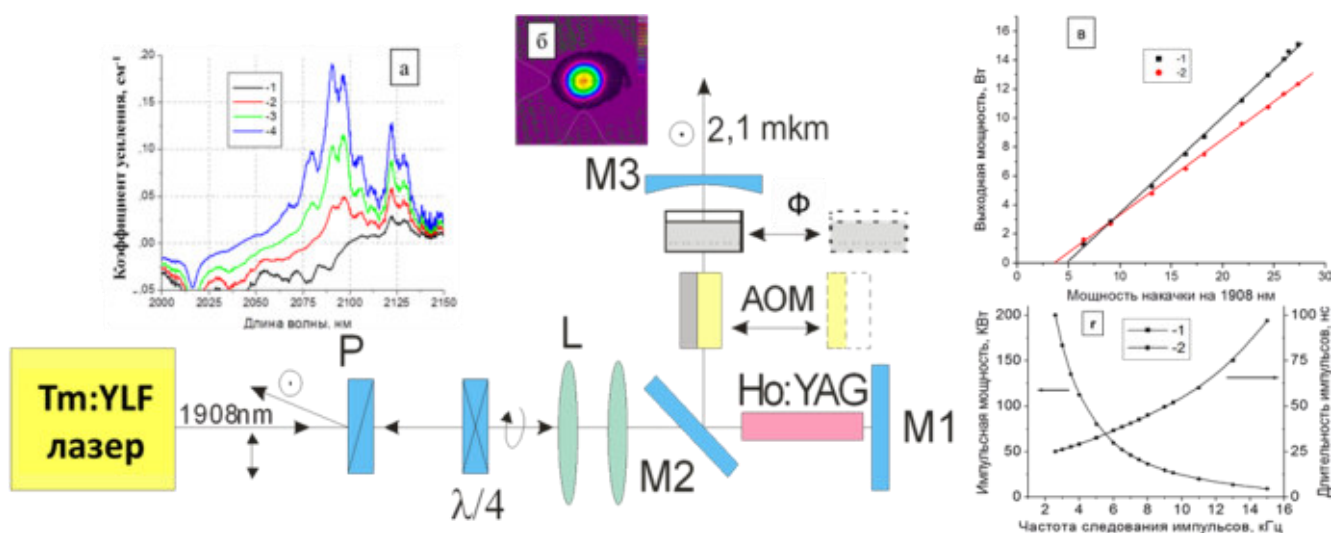 а
Коэффициент усиления, см⁻¹
,20
,15
,10
,05
,00
,05
-1
-2
-3
-4
2000 2025 2050 2075 2100 2125 2150
Длина волны, нм
б
2,1 mkm
M3
Ф
AOM
Ho:YAG
M1
M2
L
λ/4
P
1908nm
Tm:YLF
лазер
в
Выходная мощность, Вт
16
14
12
10
8
6
4
2
0
-1
-2
0 5 10 15 20 25 30
Мощность накачки на 1908 нм
г
Импульсная мощность, КВт
200
150
100
50
0
-1
-2
100
75
50
25
0
Длительность импульсов, нс
2 4 6 8 10 12 14 16
Частота следования импульсов, кГц